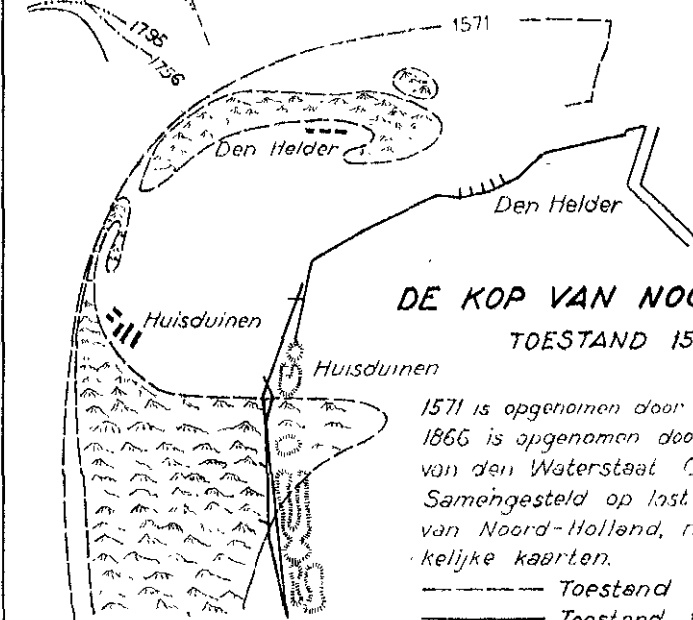 1795
1756
1571
Den Helder
Den Helder
Huisduinen
Huisduinen
DE KOP VAN NOO
TOESTAND 15
1571 is opgenomen door
1866 is opgenomen doo
van den Waterstaat
Samengesteld op last
van Noord-Holland,
kelijke kaarten.
Toestand
Toestand